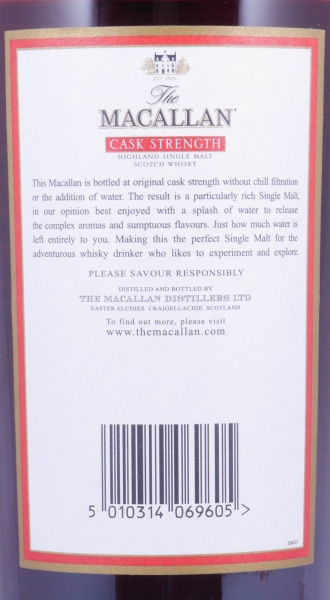 EST. 1824
The
MACALLAN
CASK STRENGTH
HIGHLAND SINGLE MALT
SCOTCH WHISKY
This Macallan is bottled at original cask strength without chill filtration
or the addition of water. The result is a particularly rich Single Malt,
in our opinion best enjoyed with a splash of water to release
the complex aromas and sumptuous flavours. Just how much water is
left entirely to you. Making this the perfect Single Malt for the
adventurous whisky drinker who likes to experiment and explore.
PLEASE SAVOUR RESPONSIBLY
DISTILLED AND BOTTLED BY
THE MACALLAN DISTILLERS LTD
EASTER ELCHIES, CRAIGELLACHIE, SCOTLAND
To find out more, please visit
www.themacallan.com
5 010314 069605 >